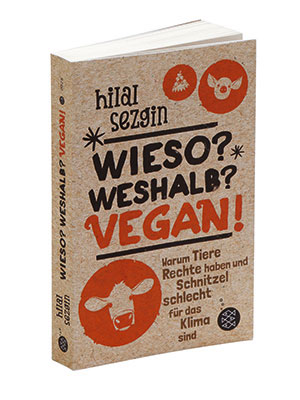 hilal
sezgin
*WIESO?*
WESHALB?
VEGAN!
Warum Tiere
Rechte haben und
Schnitzel
schlecht
für das
Klima
sind
WIESO? WESHALB? VEGAN!
hilal
sezgin